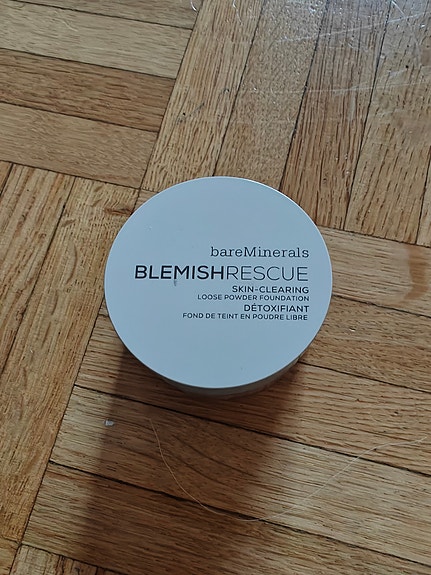 bareMinerals
BLEMISHRESCUE
SKIN-CLEARING
LOOSE POWDER FOUNDATION
DÉTOXIFIANT
FOND DE TEINT EN POUDRE LIBRE